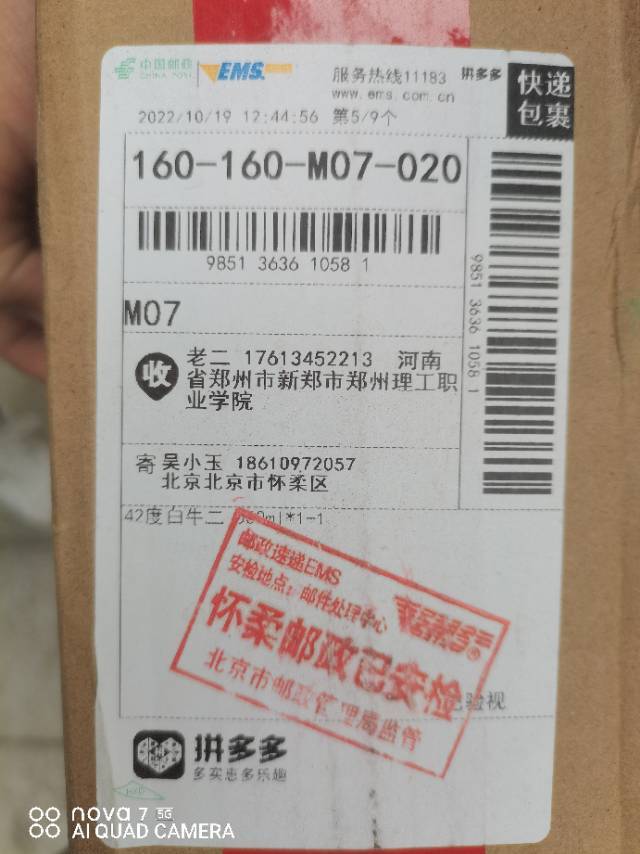 中国邮政
CHINA POST
EMS
服务热线11183
www.ems.com.cn
拼多多
快递
包裹
2022/10/19 12:44:56 第5/9个
160-160-M07-020
9851 3636 1058 1
9851 3636 1058 1
M07
收
老二 17613452213 河南
省郑州市新郑市郑州理工职
业学院
寄 吴小玉 18610972057
北京北京市怀柔区
42度白牛二 ml*1-1
邮政速递EMS
安检地点：邮件处理中心
怀柔邮政已安检
北京市邮政管理局监管
验视
拼多多
多实惠多乐趣
nova 7 5G
AI QUAD CAMERA